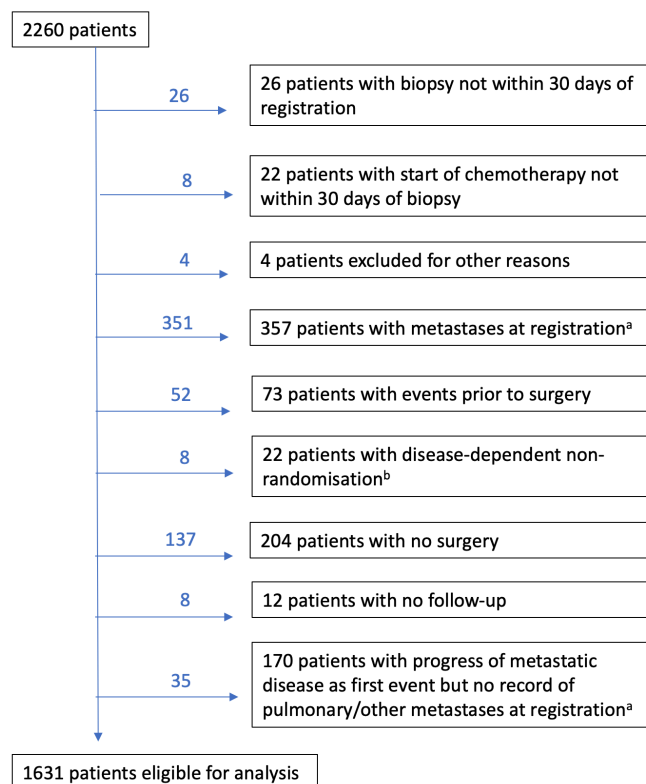 2260 patients
26
26 patients with biopsy not within 30 days of
registration
8
22 patients with start of chemotherapy not
within 30 days of biopsy
4
4 patients excluded for other reasons
351
357 patients with metastases at registrationᵃ
52
73 patients with events prior to surgery
8
22 patients with disease-dependent non-
randomisationᵇ
137
204 patients with no surgery
8
12 patients with no follow-up
35
170 patients with progress of metastatic
disease as first event but no record of
pulmonary/other metastases at registrationᵃ
1631 patients eligible for analysis